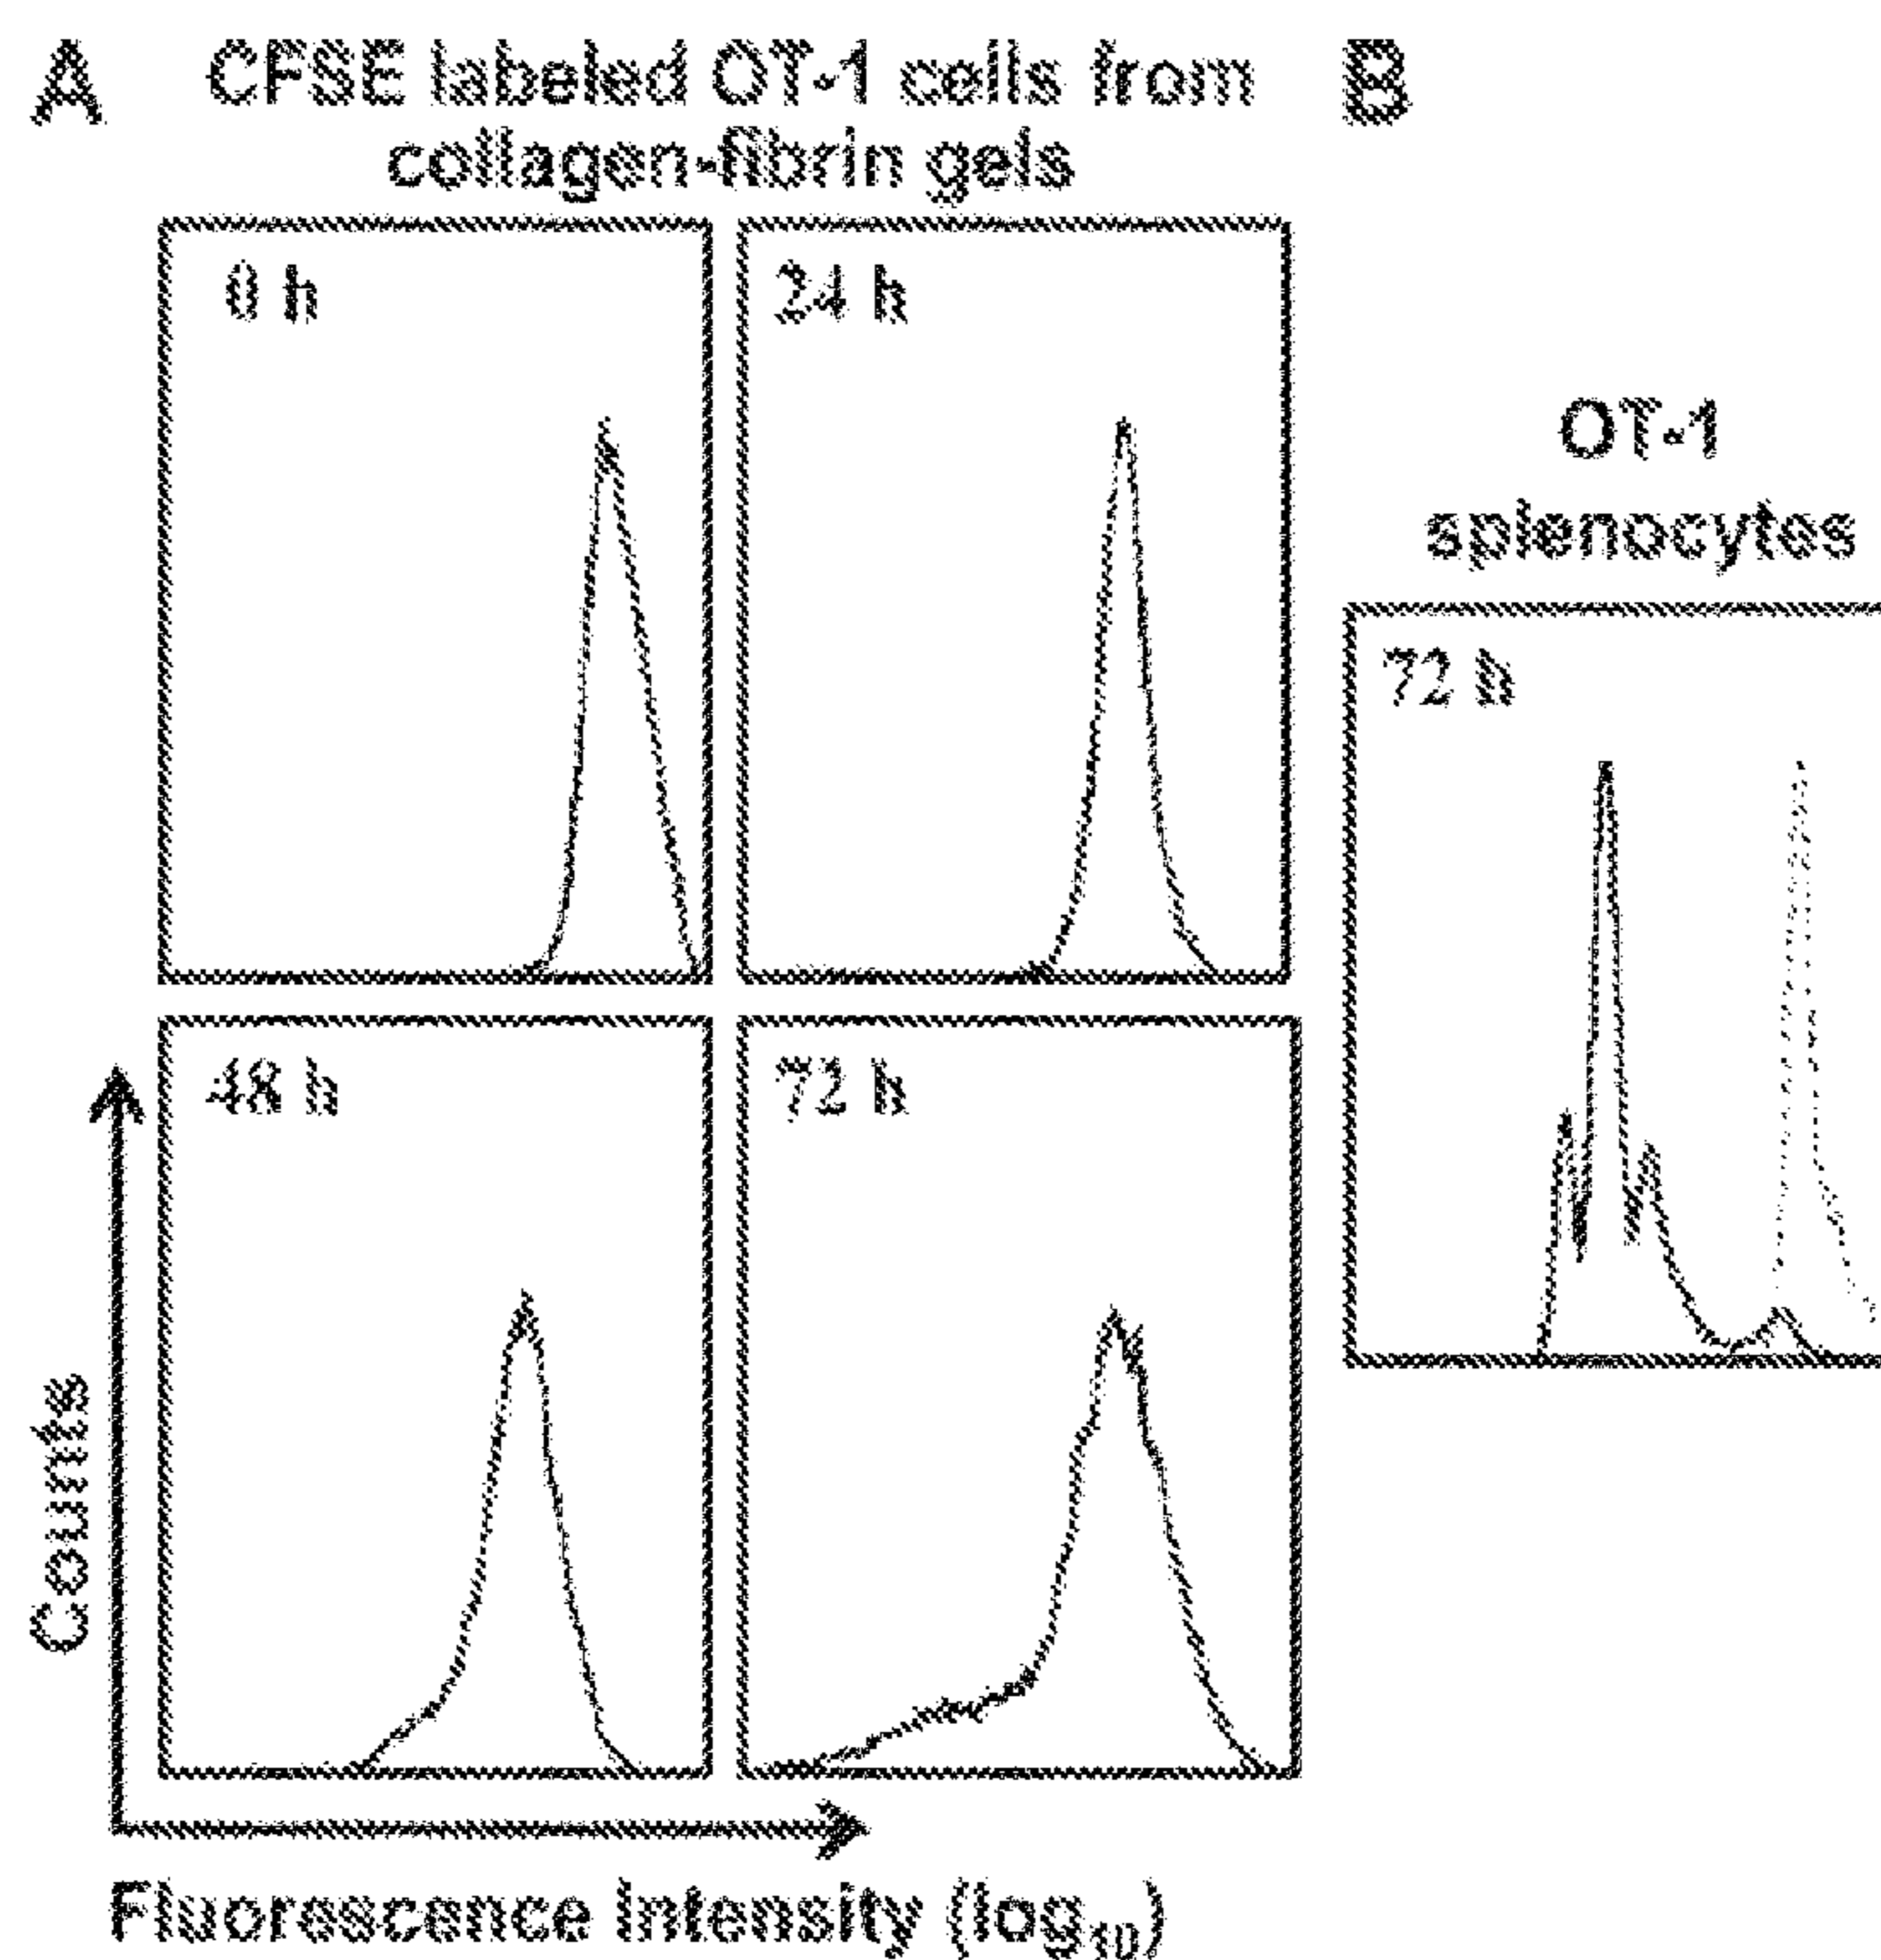 A
CFSE labeled OT-1 cells from
collagen-fibrin gels
0 h
24 h
48 h
72 h
Counts
Fluorescence Intensity (log10)
B
OT-1
splenocytes
72 h